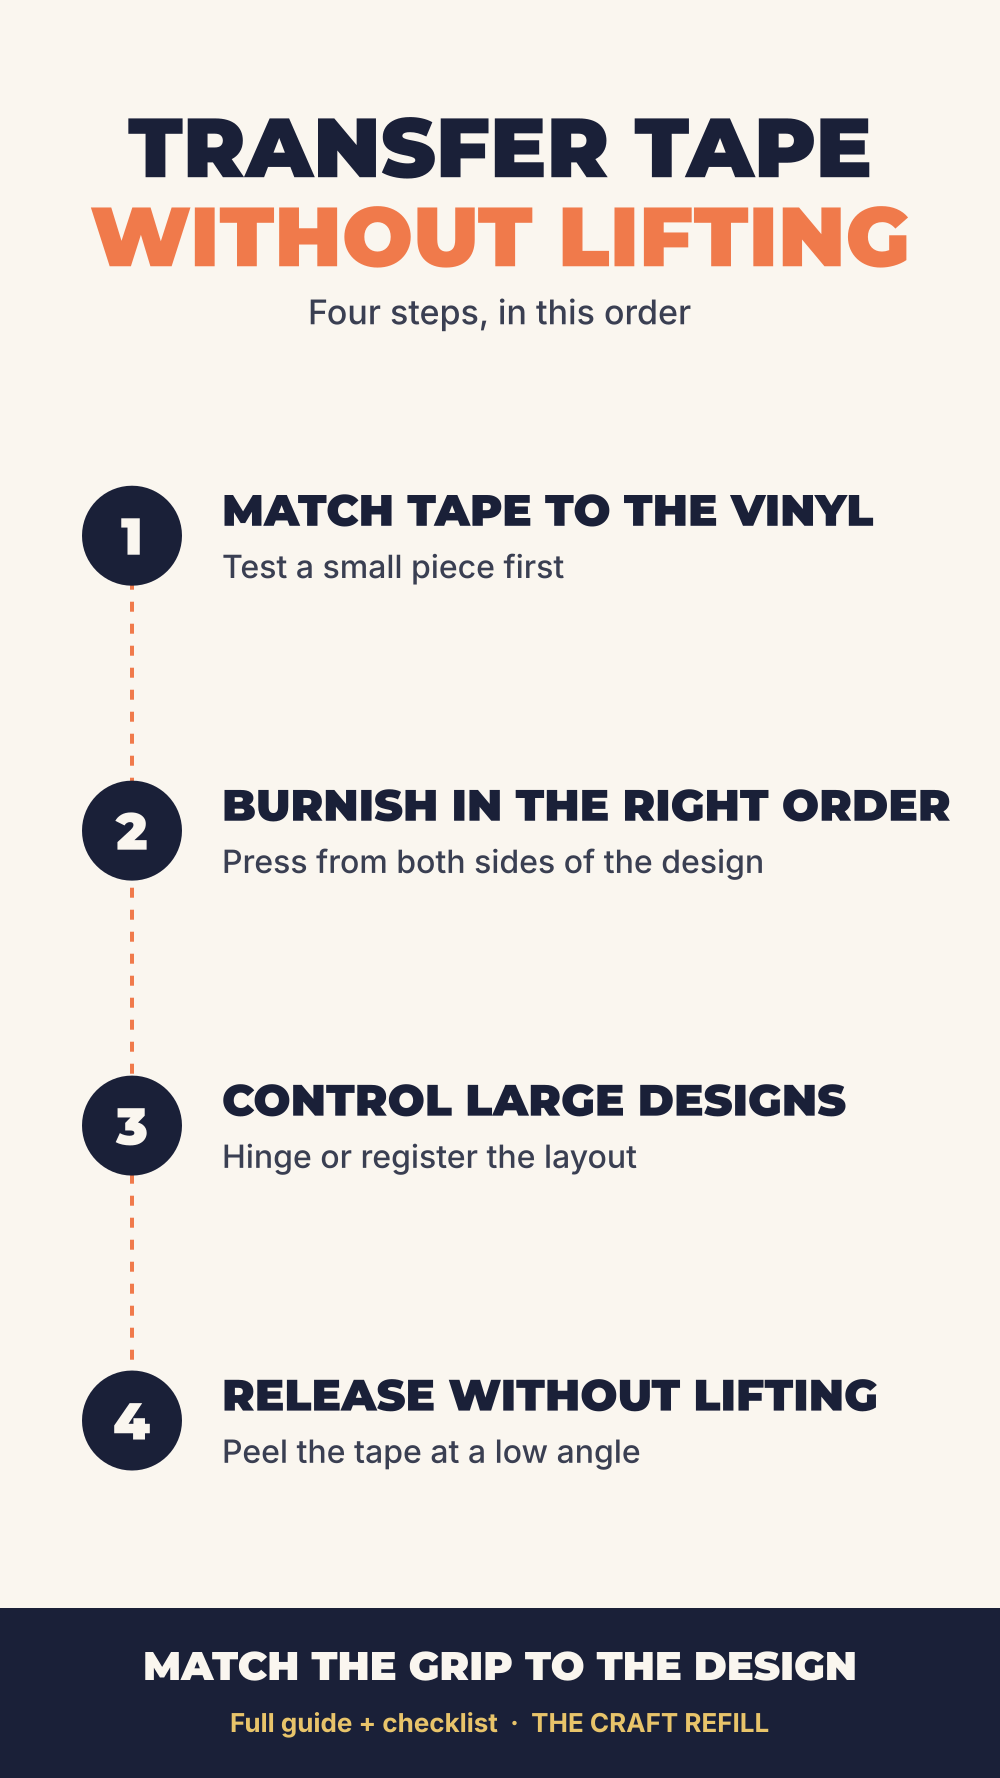 TRANSFER TAPE
WITHOUT LIFTING
Four steps, in this order
1
MATCH TAPE TO THE VINYL
Test a small piece first
2
BURNISH IN THE RIGHT ORDER
Press from both sides of the design
3
CONTROL LARGE DESIGNS
Hinge or register the layout
4
RELEASE WITHOUT LIFTING
Peel the tape at a low angle
MATCH THE GRIP TO THE DESIGN
Full guide + checklist · THE CRAFT REFILL